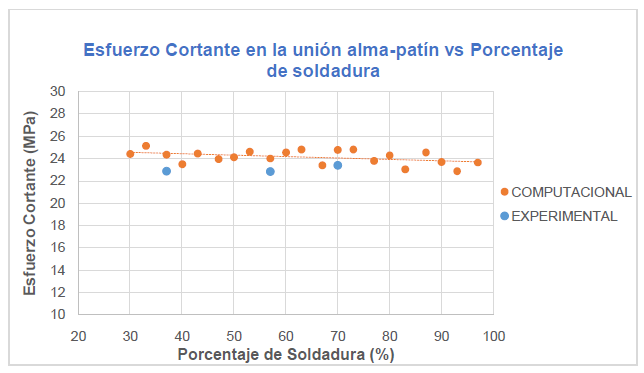 Esfuerzo Cortante en la unión alma-patín vs Porcentaje
de soldadura
Esfuerzo Cortante (MPa)
30
28
26
24
22
20
18
16
14
12
10
20 30 40 50 60 70 80 90 100
Porcentaje de Soldadura (%)
COMPUTACIONAL
EXPERIMENTAL